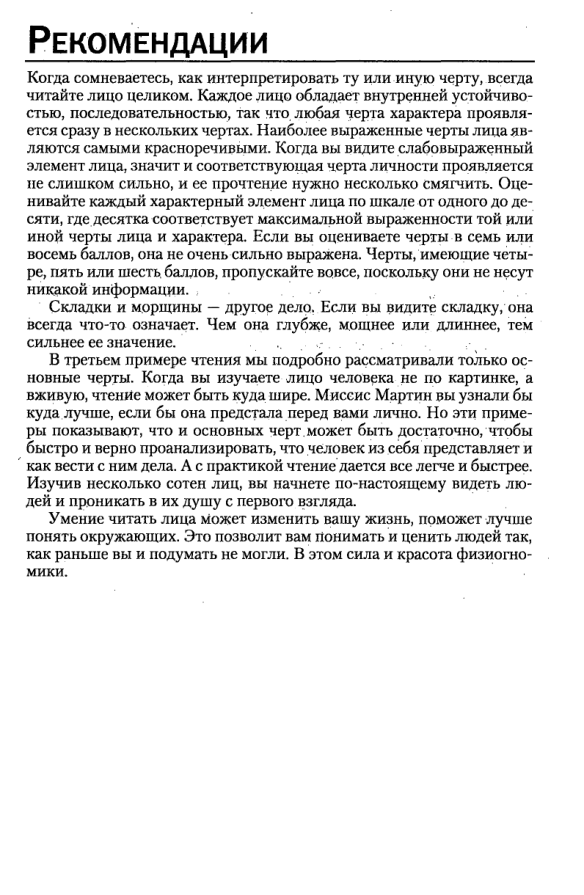 РЕКОМЕНДАЦИИ
Когда сомневаетесь, как интерпретировать ту или иную черту, всегда
читайте лицо целиком. Каждое лицо обладает внутренней устойчиво-
стью, последовательностью, так что любая черта характера проявля-
ется сразу в нескольких чертах. Наиболее выраженные черты лица яв-
ляются самыми красноречивыми. Когда вы видите слабовыраженный
элемент лица, значит и соответствующая черта личности проявляется
не слишком сильно, и ее прочтение нужно несколько смягчить. Оце-
нивайте каждый характерный элемент лица по шкале от одного до де-
сяти, где десятка соответствует максимальной выраженности той или
иной черты лица и характера. Если вы оцениваете черты в семь или
восемь баллов, она не очень сильно выражена. Черты, имеющие четы-
ре, пять или шесть баллов, пропускайте вовсе, поскольку они не несут
никакой информации.
Складки и морщины — другое дело. Если вы видите складку, она
всегда что-то означает. Чем она глубже, мощнее или длиннее, тем
сильнее ее значение.
В третьем примере чтения мы подробно рассматривали только ос-
новные черты. Когда вы изучаете лицо человека не по картинке, а
вживую, чтение может быть куда шире. Миссис Мартин вы узнали бы
куда лучше, если бы она предстала перед вами лично. Но эти приме-
ры показывают, что и основных черт может быть достаточно, чтобы
быстро и верно проанализировать, что человек из себя представляет и
как вести с ним дела. А с практикой чтение дается все легче и быстрее.
Изучив несколько сотен лиц, вы начнете по-настоящему видеть лю-
дей и проникать в их душу с первого взгляда.
Умение читать лица может изменить вашу жизнь, поможет лучше
понять окружающих. Это позволит вам понимать и ценить людей так,
как раньше вы и подумать не могли. В этом сила и красота физиогно-
мики.